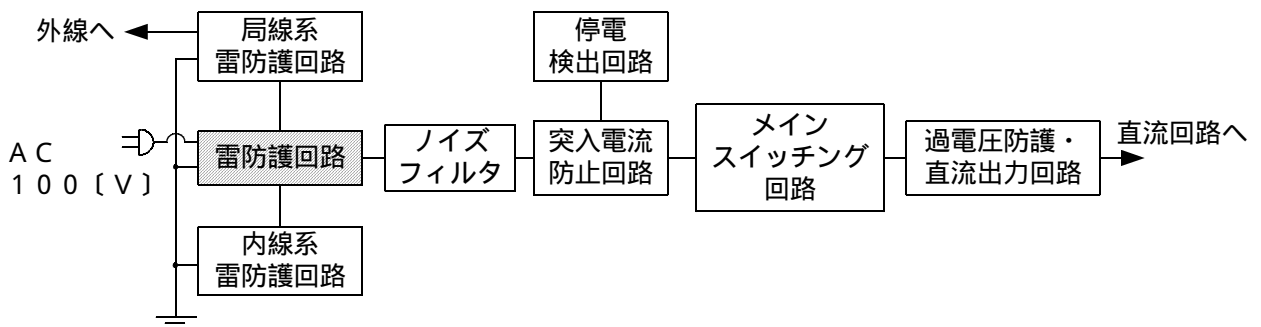 外線へ
局線系
雷防護回路
停電
検出回路
AC
100〔V〕
雷防護回路
ノイズ
フィルタ
突入電流
防止回路
メイン
スイッチング
回路
過電圧防護・
直流出力回路
直流回路へ
内線系
雷防護回路